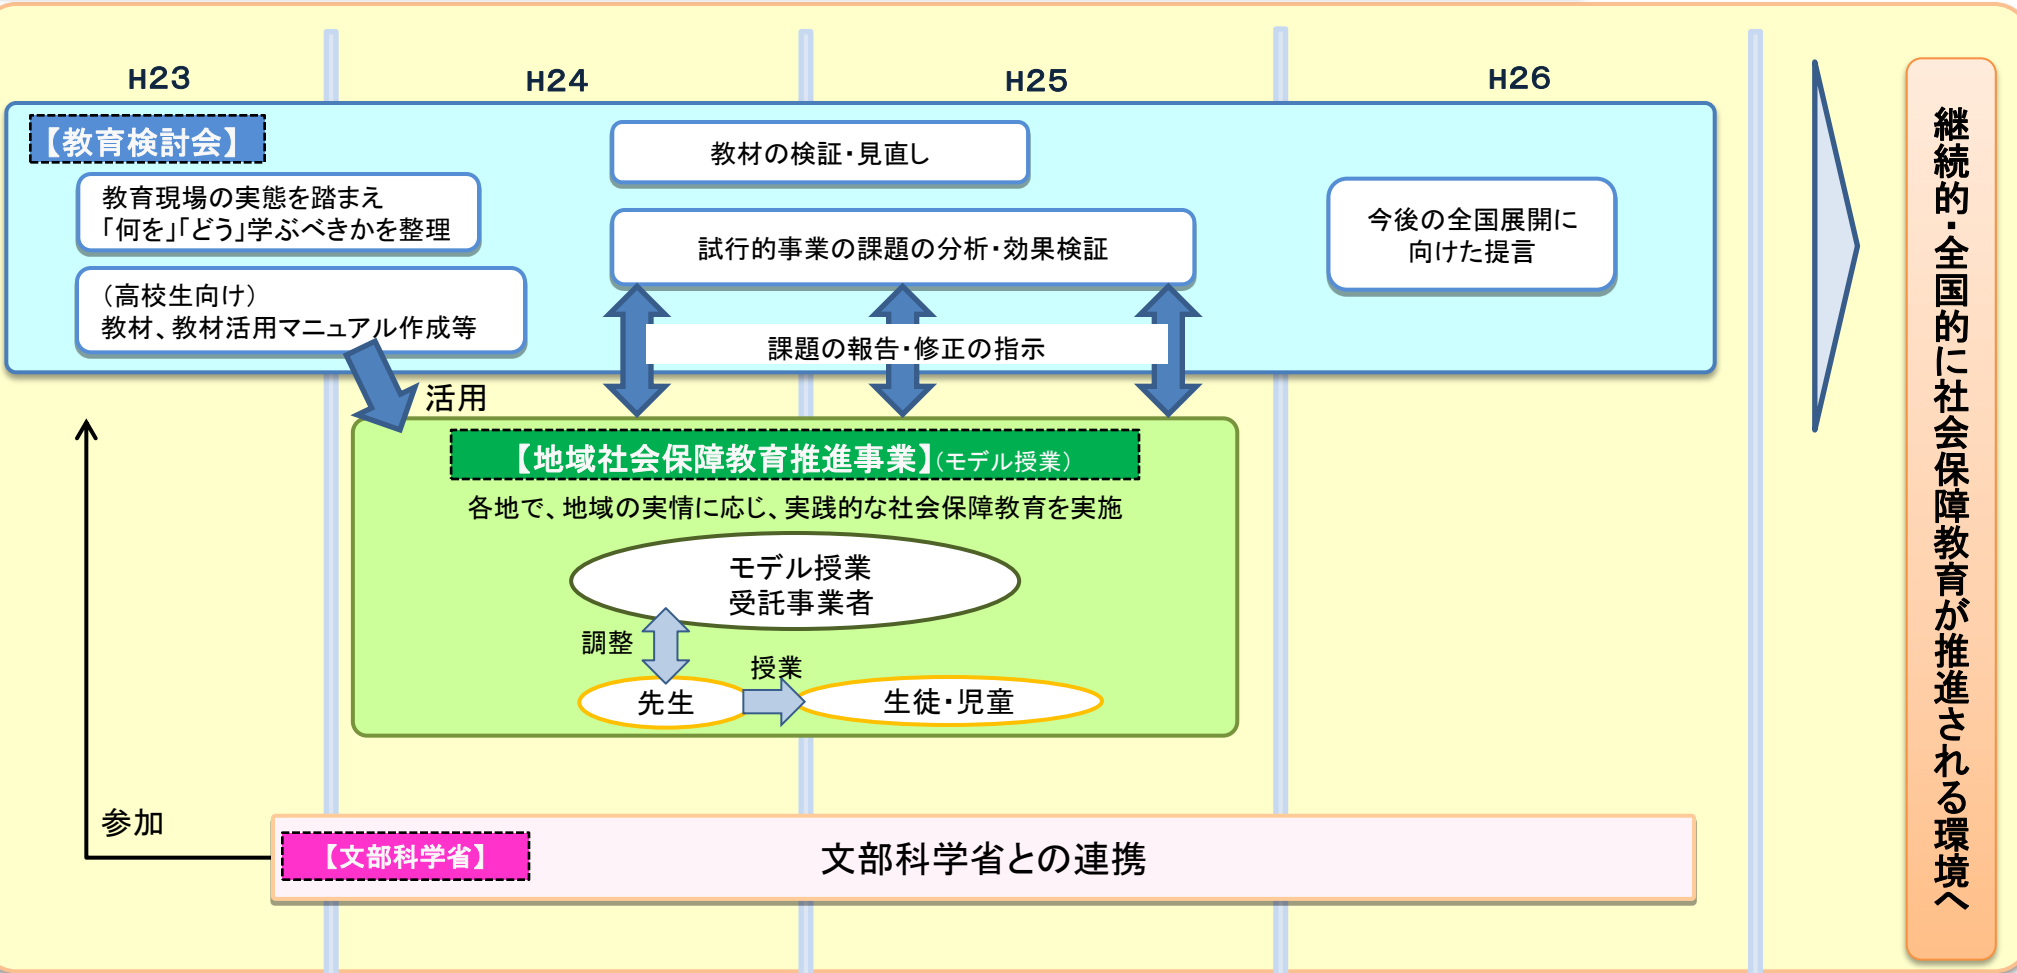 H23
H24
H25
H26
【教育検討会】
教育現場の実態を踏まえ
「何を」「どう」学ぶべきかを整理
（高校生向け）
教材、教材活用マニュアル作成等
教材の検証・見直し
試行的事業の課題の分析・効果検証
今後の全国展開に
向けた提言
課題の報告・修正の指示
活用
【地域社会保障教育推進事業】（モデル授業）
各地で、地域の実情に応じ、実践的な社会保障教育を実施
モデル授業
受託事業者
調整
授業
先生
生徒・児童
参加
【文部科学省】
文部科学省との連携
継続的・全国的に社会保障教育が推進される環境へ